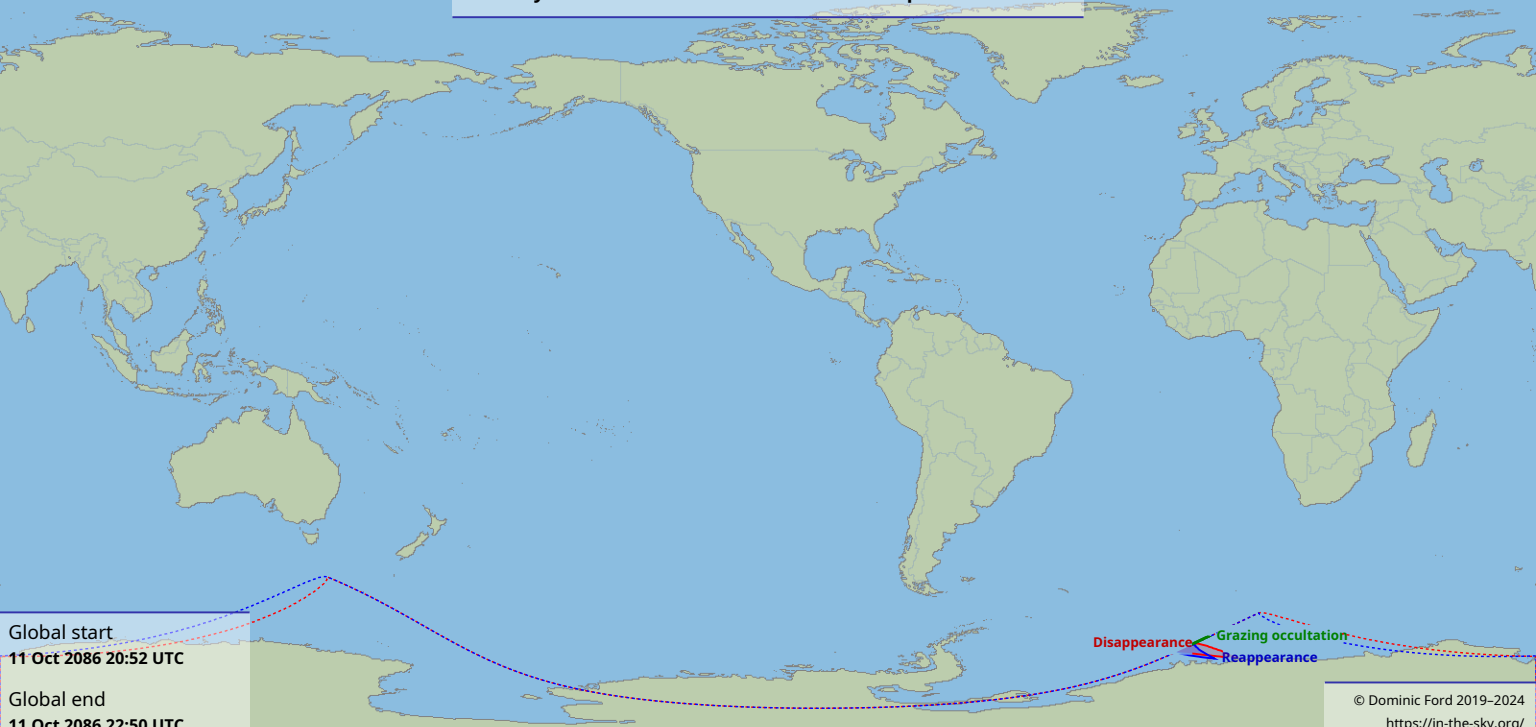 Disappearance
Grazing occultation
Reappearance
Global start
11 Oct 2086 20:52 UTC
Global end
11 Oct 2086 22:50 UTC
© Dominic Ford 2019–2024
https://in-the-sky.org/